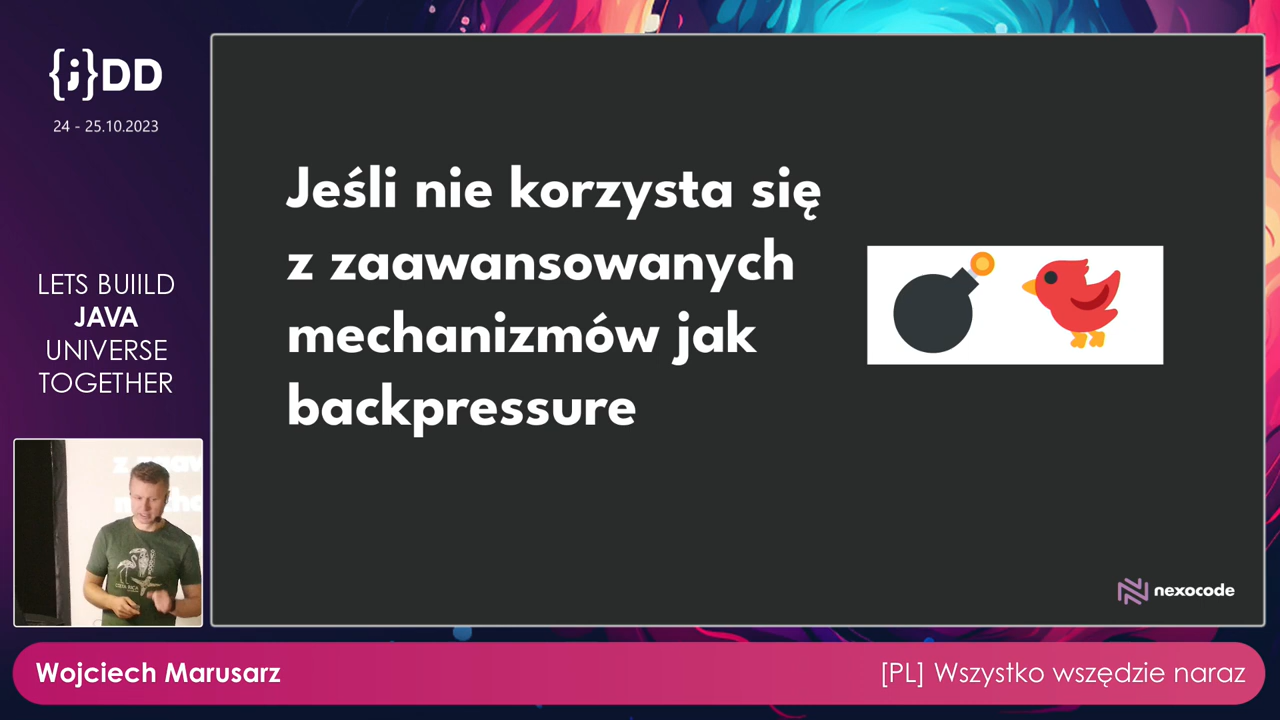 {j}DD
24 - 25.10.2023
LETS BUIILD
JAVA
UNIVERSE
TOGETHER
Jeśli nie korzysta się
z zaawansowanych
mechanizmów jak
backpressure
nexocode
Wojciech Marusarz
[PL] Wszystko wszędzie naraz